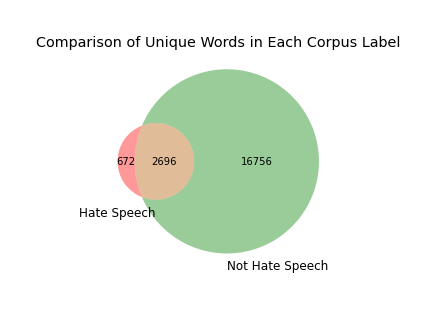 Comparison of Unique Words in Each Corpus Label
672
2696
16756
Hate Speech
Not Hate Speech